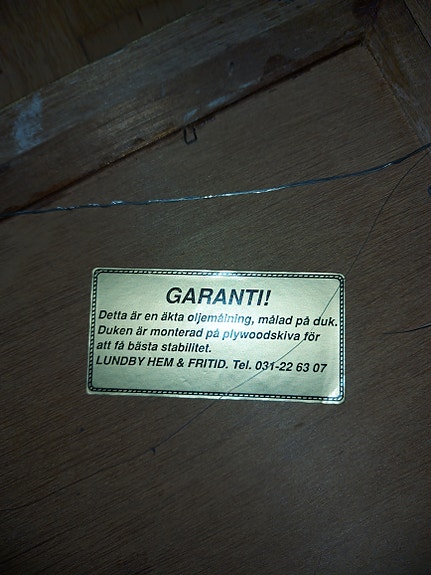 GARANTI!
Detta är en äkta oljemålning, målad på duk.
Duken är monterad på plywoodskiva för
att få bästa stabilitet.
LUNDBY HEM & FRITID. Tel. 031-22 63 07